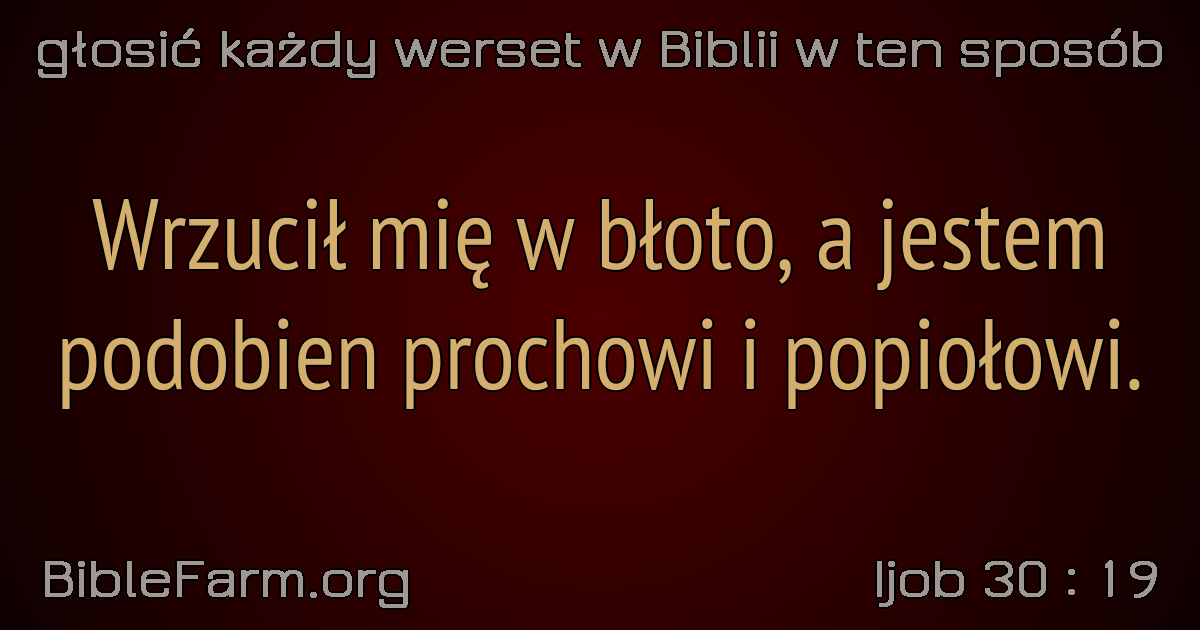 głosić każdy werset w Biblii w ten sposób
Wrzucił mię w błoto, a jestem
podobien prochowi i popiołowi.
BibleFarm.org
Ijob 30 : 19